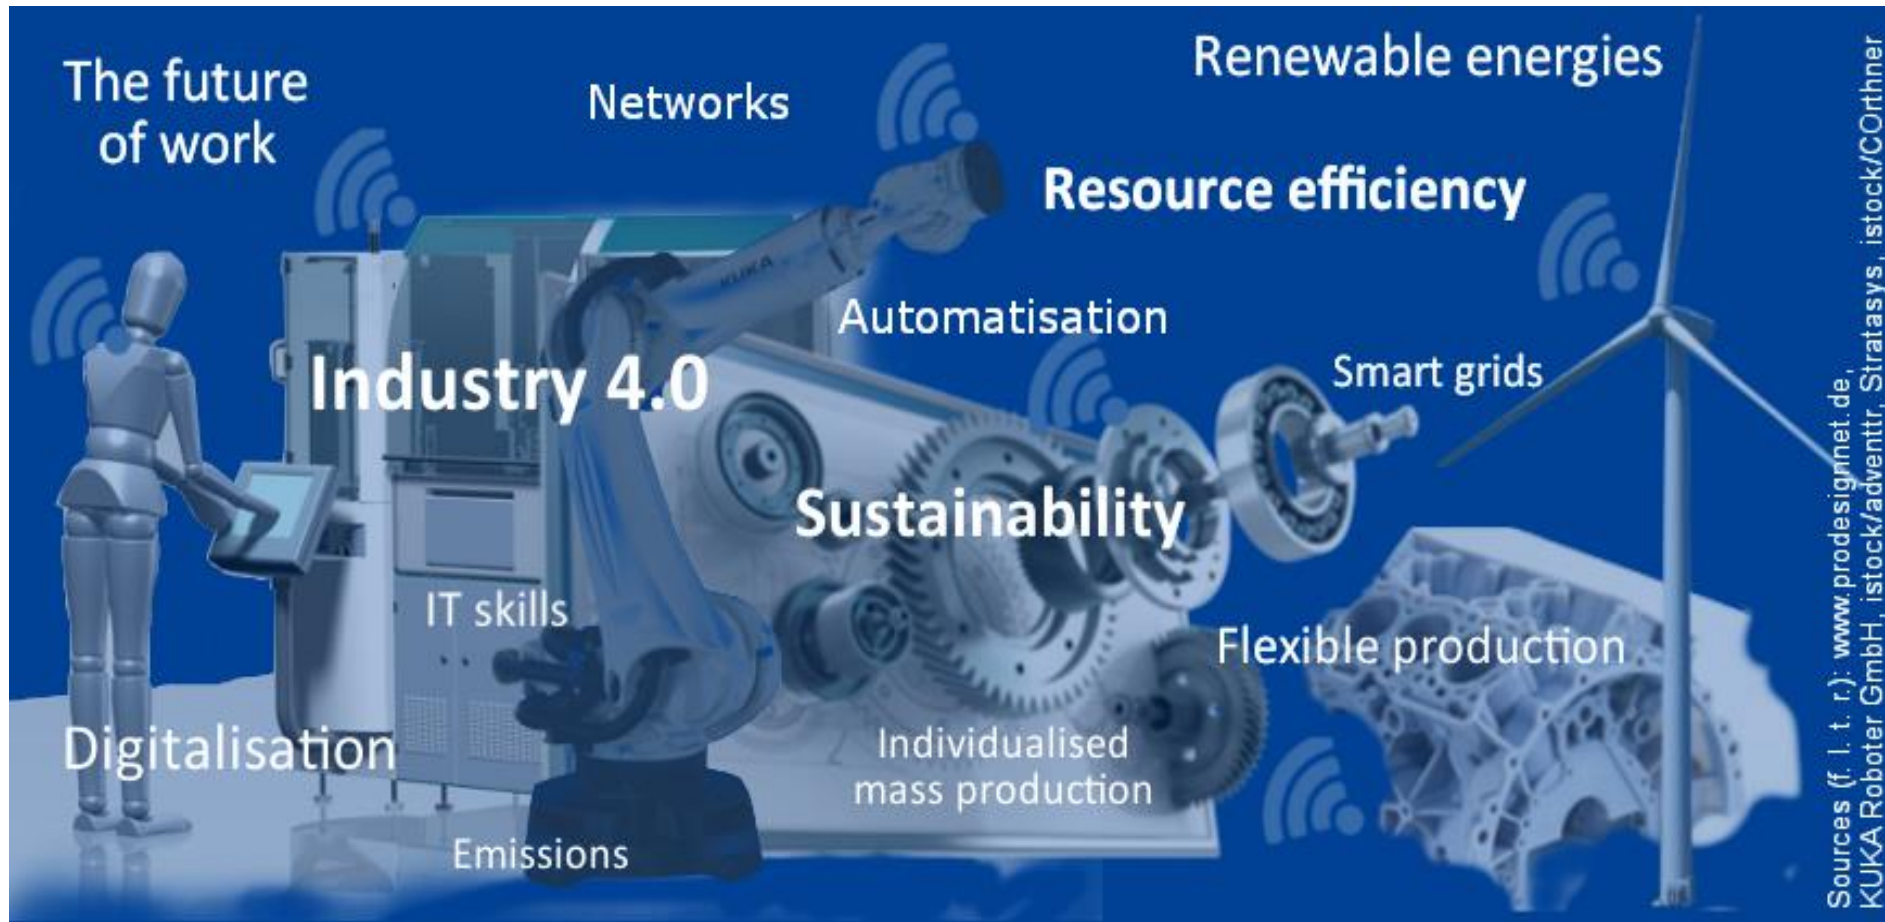 The future
of work
Networks
Renewable energies
Resource efficiency
KUKA
Automatisation
Industry 4.0
Smart grids
Sustainability
IT skills
Flexible production
Digitalisation
Individualised
mass production
Emissions
Sources (f. l. t. r.): www.prodesignnet.de,
KUKA Roboter GmbH, istock/adventtr, Stratasys, istock/COrthner